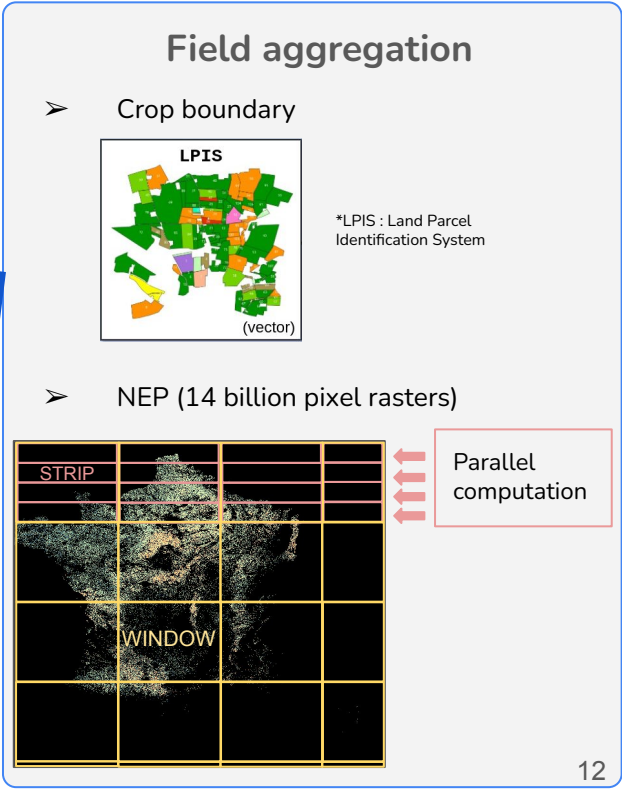 Field aggregation
➢ Crop boundary
LPIS
*LPIS : Land Parcel
Identification System
(vector)
➢ NEP (14 billion pixel rasters)
STRIP
Parallel
computation
WINDOW
12